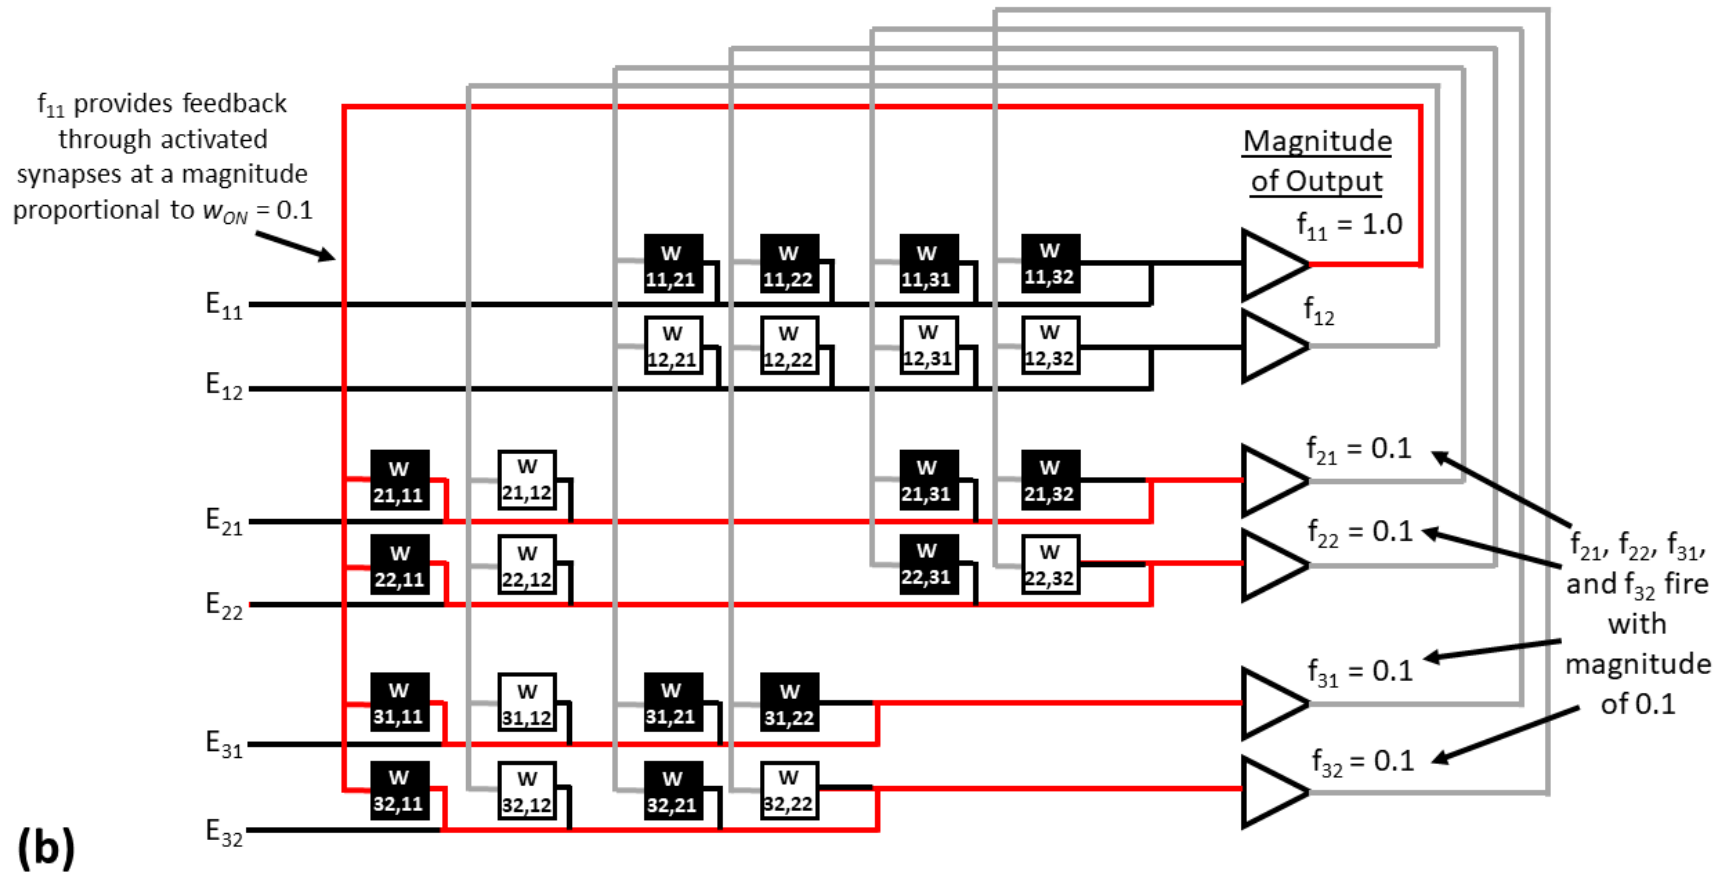 f11 provides feedback
through activated
synapses at a magnitude
proportional to wON = 0.1
Magnitude
of Output
f11 = 1.0
W
11,21
W
11,22
W
11,31
W
11,32
E11
f12
W
12,21
W
12,22
W
12,31
W
12,32
E12
f21 = 0.1
W
21,11
W
21,12
W
21,31
W
21,32
E21
f22 = 0.1
W
22,11
W
22,12
W
22,31
W
22,32
E22
f21, f22, f31,
and f32 fire
with
magnitude
of 0.1
f31 = 0.1
W
31,11
W
31,12
W
31,21
W
31,22
E31
f32 = 0.1
W
32,11
W
32,12
W
32,21
W
32,22
E32
(b)